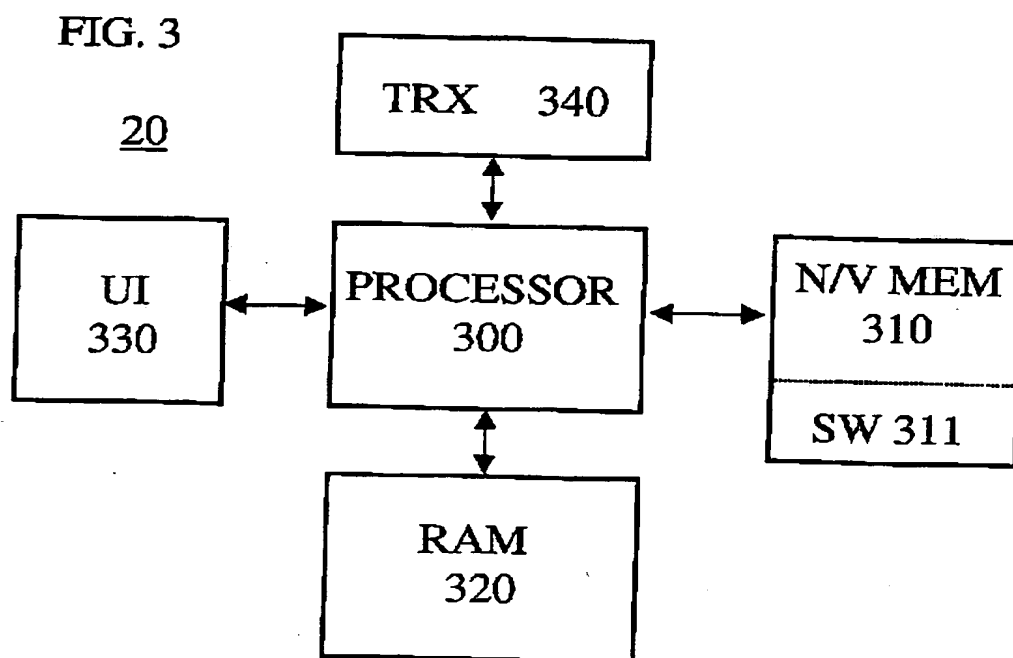 FIG. 3
20
TRX 340
UI
330
PROCESSOR
300
N/V MEM
310
SW 311
RAM
320